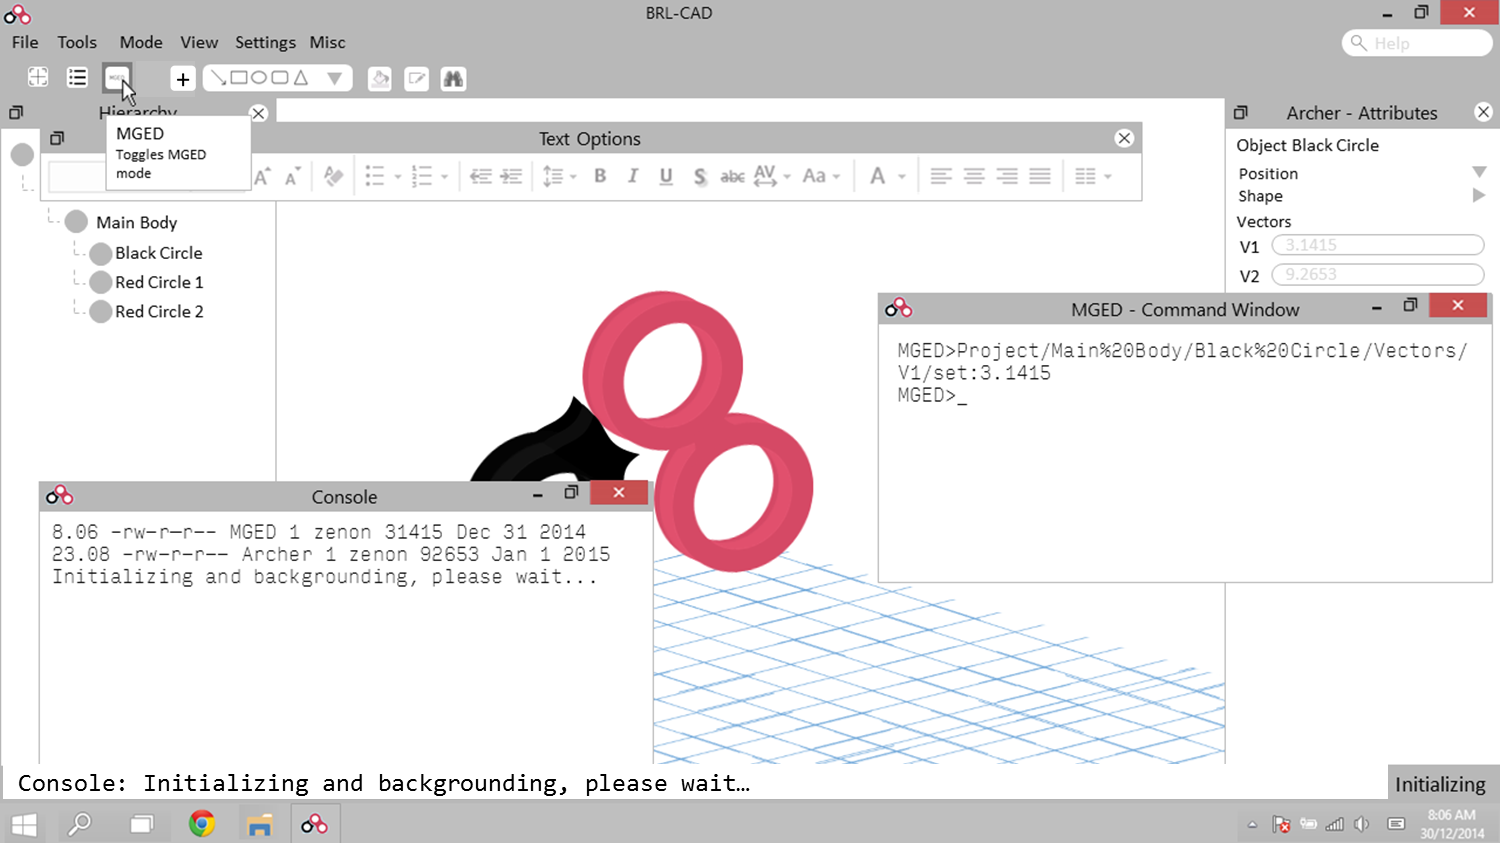 BRL-CAD
File Tools Mode View Settings Misc
Help
MGED
Hierarchy
MGED
Toggles MGED
mode
Text Options
B I U S abc AV Aa A
Main Body
Black Circle
Red Circle 1
Red Circle 2
Archer - Attributes
Object Black Circle
Position
Shape
Vectors
V1 3.1415
V2 9.2653
MGED - Command Window
MGED>Project/Main%20Body/Black%20Circle/Vectors/
V1/set:3.1415
MGED>_
Console
8.06 -rw-r-r-- MGED 1 zenon 31415 Dec 31 2014
23.08 -rw-r-r-- Archer 1 zenon 92653 Jan 1 2015
Initializing and backgrounding, please wait...
Console: Initializing and backgrounding, please wait…
Initializing
8:06 AM
30/12/2014